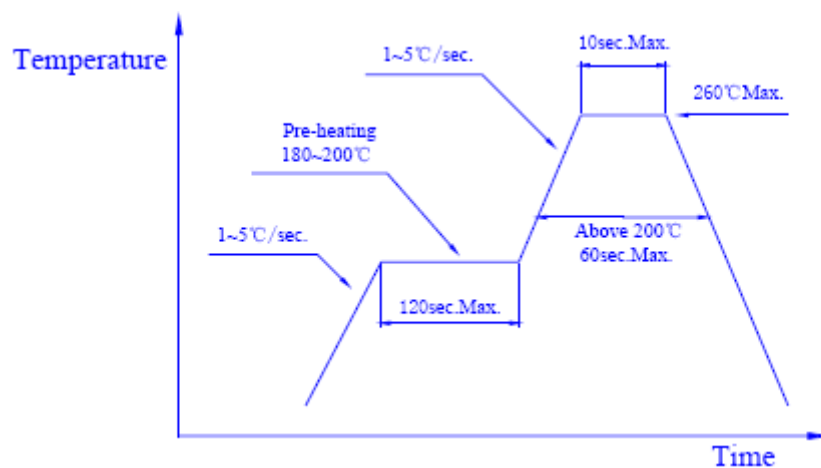 Temperature
1~5℃/sec.
10sec.Max.
260℃Max.
Pre-heating
180~200℃
1~5℃/sec.
Above 200℃
60sec.Max.
120sec.Max.
Time